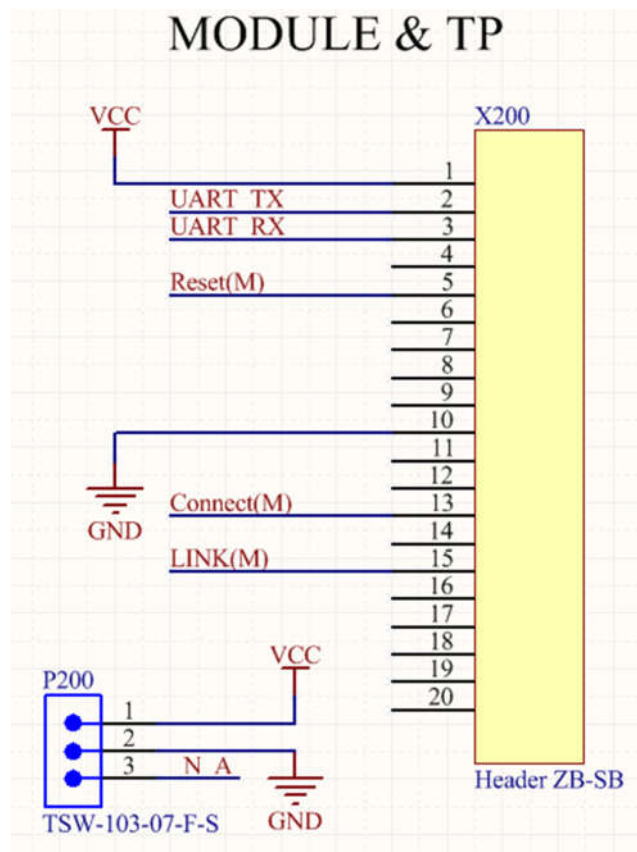 MODULE & TP
VCC
X200
1
UART TX
2
UART RX
3
4
Reset(M)
5
6
7
8
9
10
11
12
GND
Connect(M)
13
14
LINK(M)
15
16
17
18
19
20
Header ZB-SB
P200
VCC
1
2
3
N A
TSW-103-07-F-S
GND